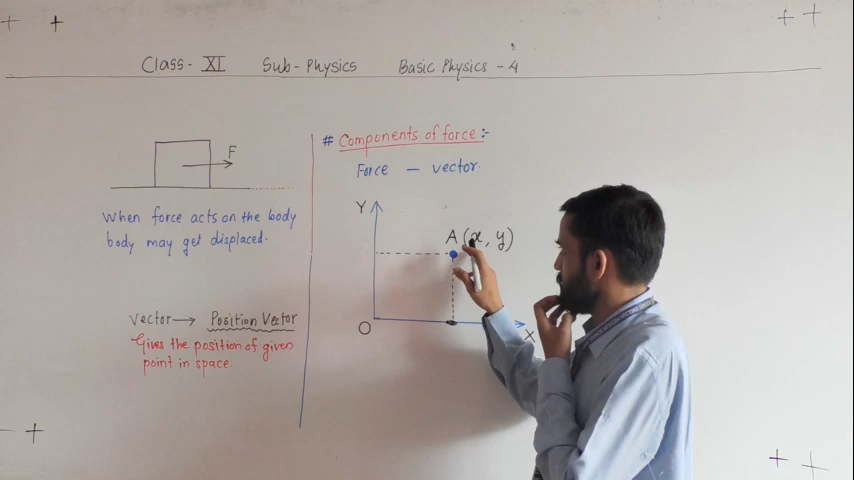 Class - XI Sub - Physics Basic Physics - 4
F
When force acts on the body
body may get displaced.
Vector → Position Vector
Gives the position of given
point in space.
# Components of force :-
Force - vector.
Y
A (x, y)
O
X